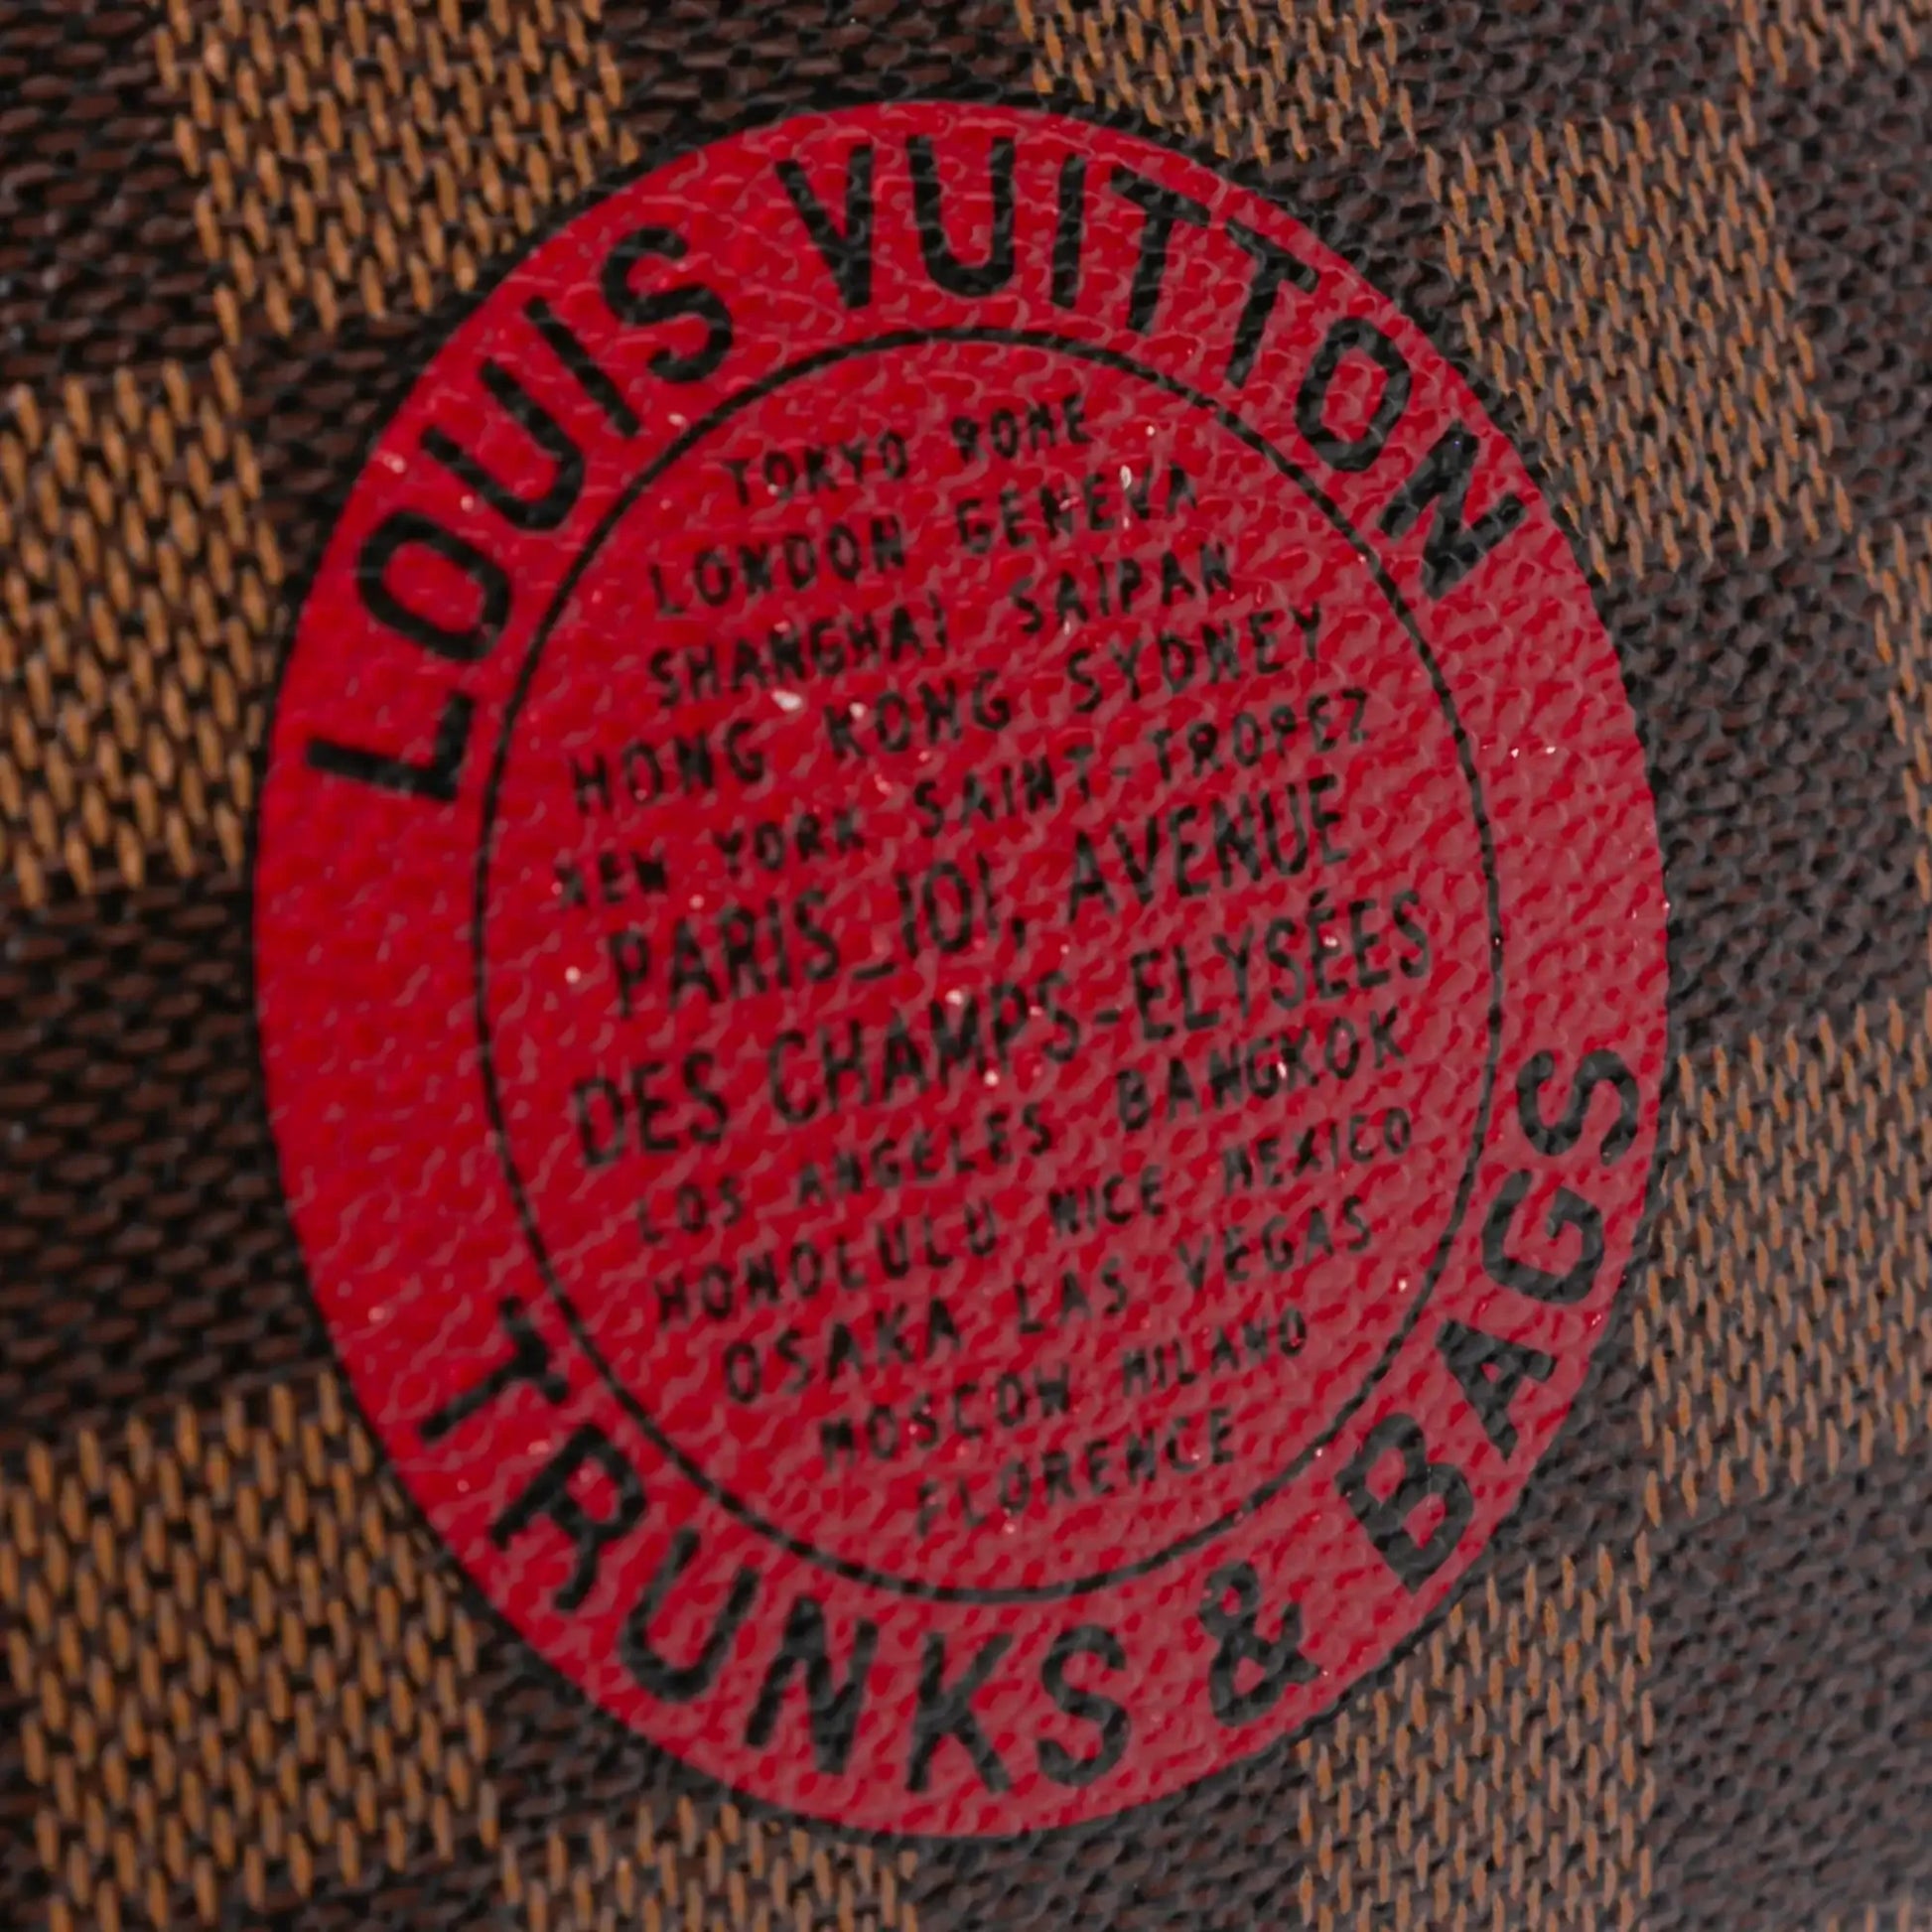 LOUIS VUITTON
TOKYO ROME
LONDON GENEVA
SHANGHAI SAIPAN
HONG KONG SYDNEY
NEW YORK SAINT-TROPEZ
PARIS_101, AVENUE
DES CHAMPS-ELYSÉES
LOS ANGELES BANGKOK
HONOLULU NICE MEXICO
OSAKA LAS VEGAS
MOSCOW MILANO
FLORENCE
TRUNKS & BAGS